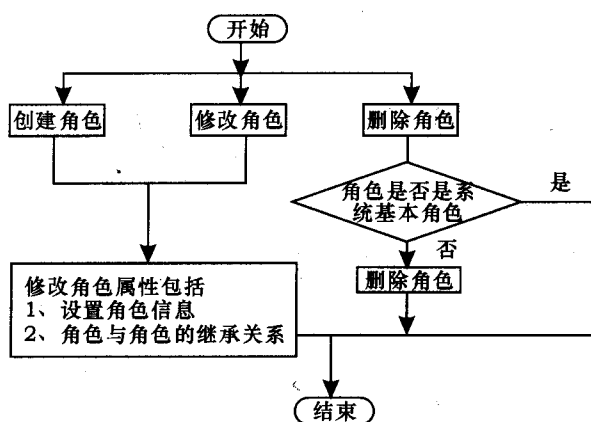 开始
创建角色
修改角色
删除角色
角色是否是系
统基本角色
是
否
删除角色
修改角色属性包括
1、设置角色信息
2、角色与角色的继承关系
结束